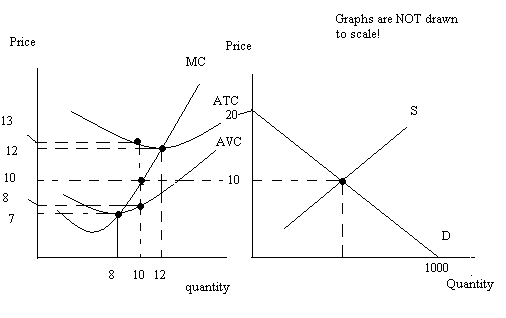 Graphs are NOT drawn
to scale!
Price
Price
MC
ATC
20
S
13
AVC
12
10
10
8
7
D
8 10 12
1000
quantity
Quantity